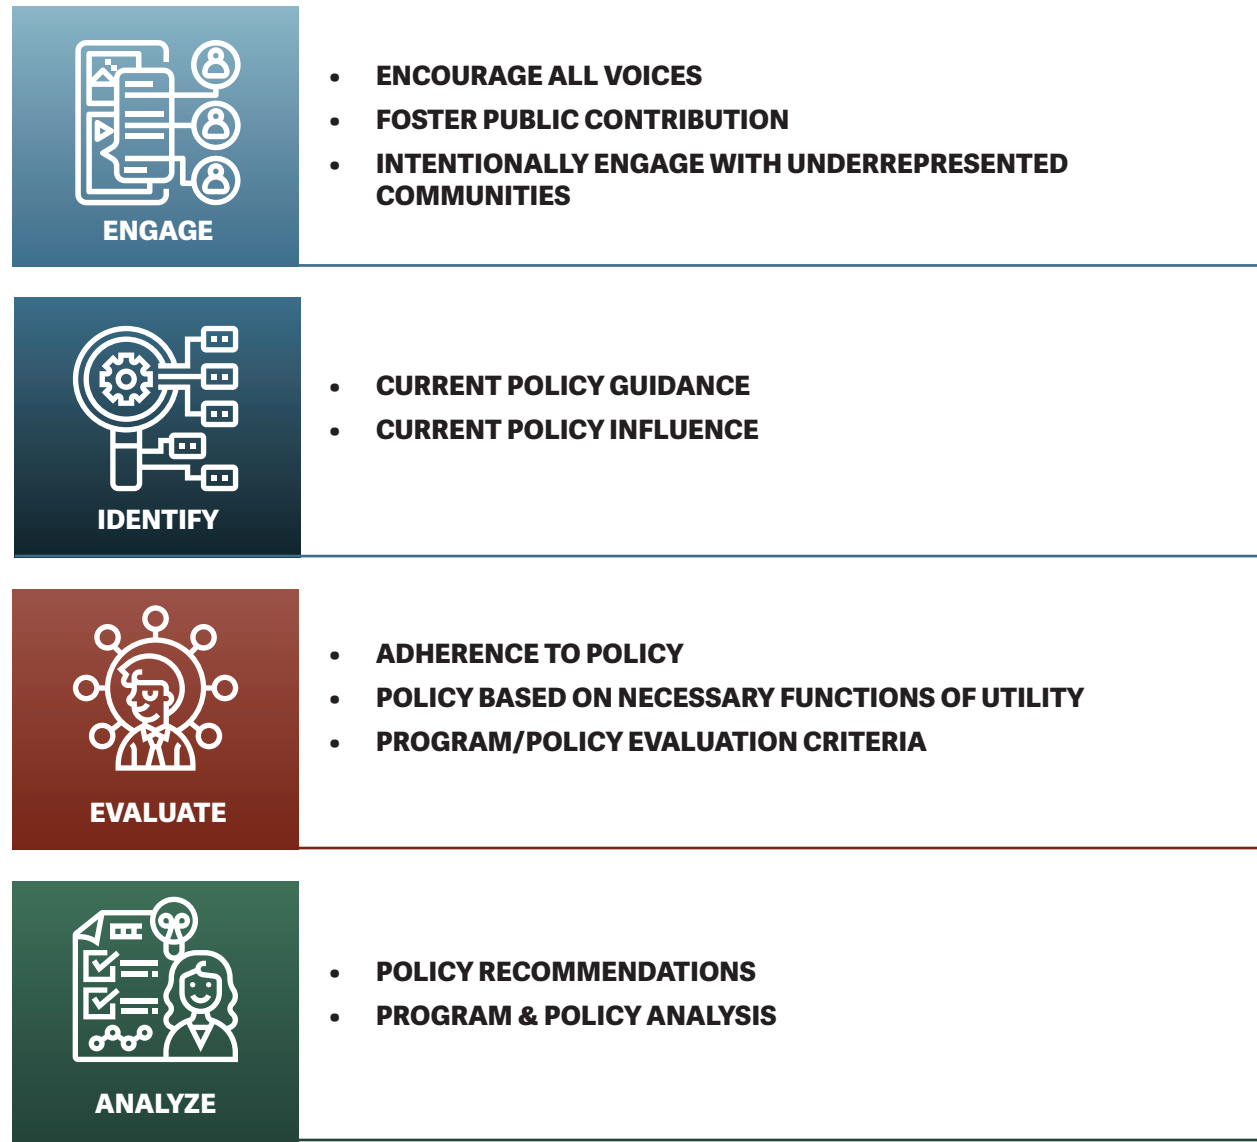 ENGAGE
• ENCOURAGE ALL VOICES
• FOSTER PUBLIC CONTRIBUTION
• INTENTIONALLY ENGAGE WITH UNDERREPRESENTED
COMMUNITIES
IDENTIFY
• CURRENT POLICY GUIDANCE
• CURRENT POLICY INFLUENCE
EVALUATE
• ADHERENCE TO POLICY
• POLICY BASED ON NECESSARY FUNCTIONS OF UTILITY
• PROGRAM/POLICY EVALUATION CRITERIA
ANALYZE
• POLICY RECOMMENDATIONS
• PROGRAM & POLICY ANALYSIS